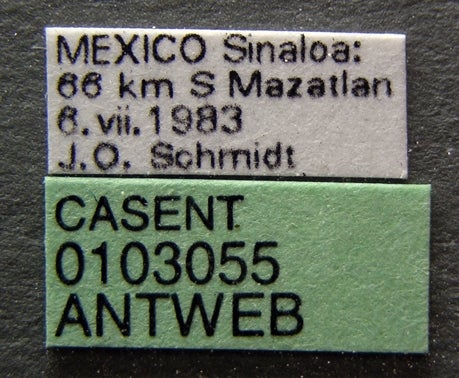 MEXICO Sinaloa:
66 km S Mazatlan
6.vii.1983
J.O. Schmidt
CASENT
0103055
ANTWEB